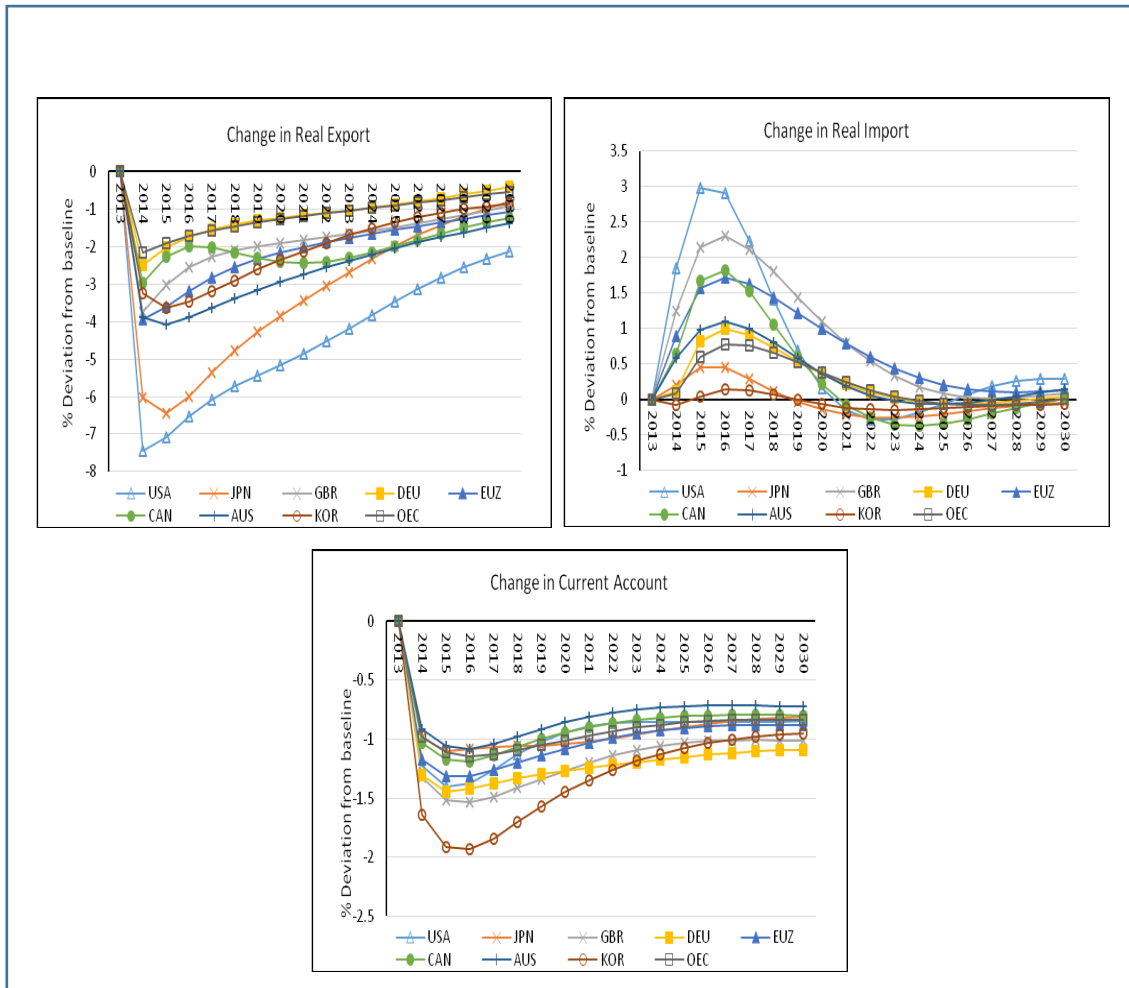 Change in Real Export
% Deviation from baseline
0
-1
-2
-3
-4
-5
-6
-7
-8
2013 2014 2015 2016 2017 2018 2019 2020 2021 2022 2023 2024 2025 2026 2027 2028 2029 2030
USA JPN GBR DEU EUZ
CAN AUS KOR OEC
Change in Real Import
% Deviation from baseline
3.5
3
2.5
2
1.5
1
0.5
0
-0.5
-1
2013 2014 2015 2016 2017 2018 2019 2020 2021 2022 2023 2024 2025 2026 2027 2028 2029 2030
USA JPN GBR DEU EUZ
CAN AUS KOR OEC
Change in Current Account
% Deviation from baseline
0
-0.5
-1
-1.5
-2
-2.5
2013 2014 2015 2016 2017 2018 2019 2020 2021 2022 2023 2024 2025 2026 2027 2028 2029 2030
USA JPN GBR DEU EUZ
CAN AUS KOR OEC